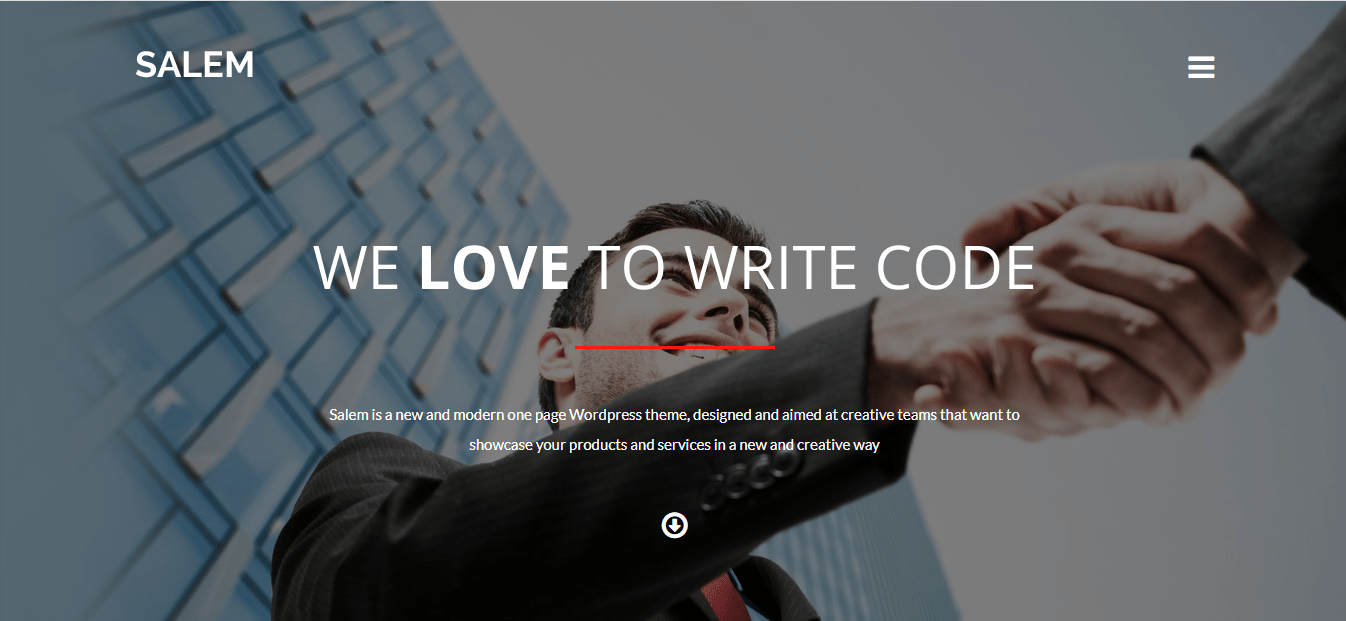 SALEM
WE LOVE TO WRITE CODE
Salem is a new and modern one page Wordpress theme, designed and aimed at creative teams that want to
showcase your products and services in a new and creative way